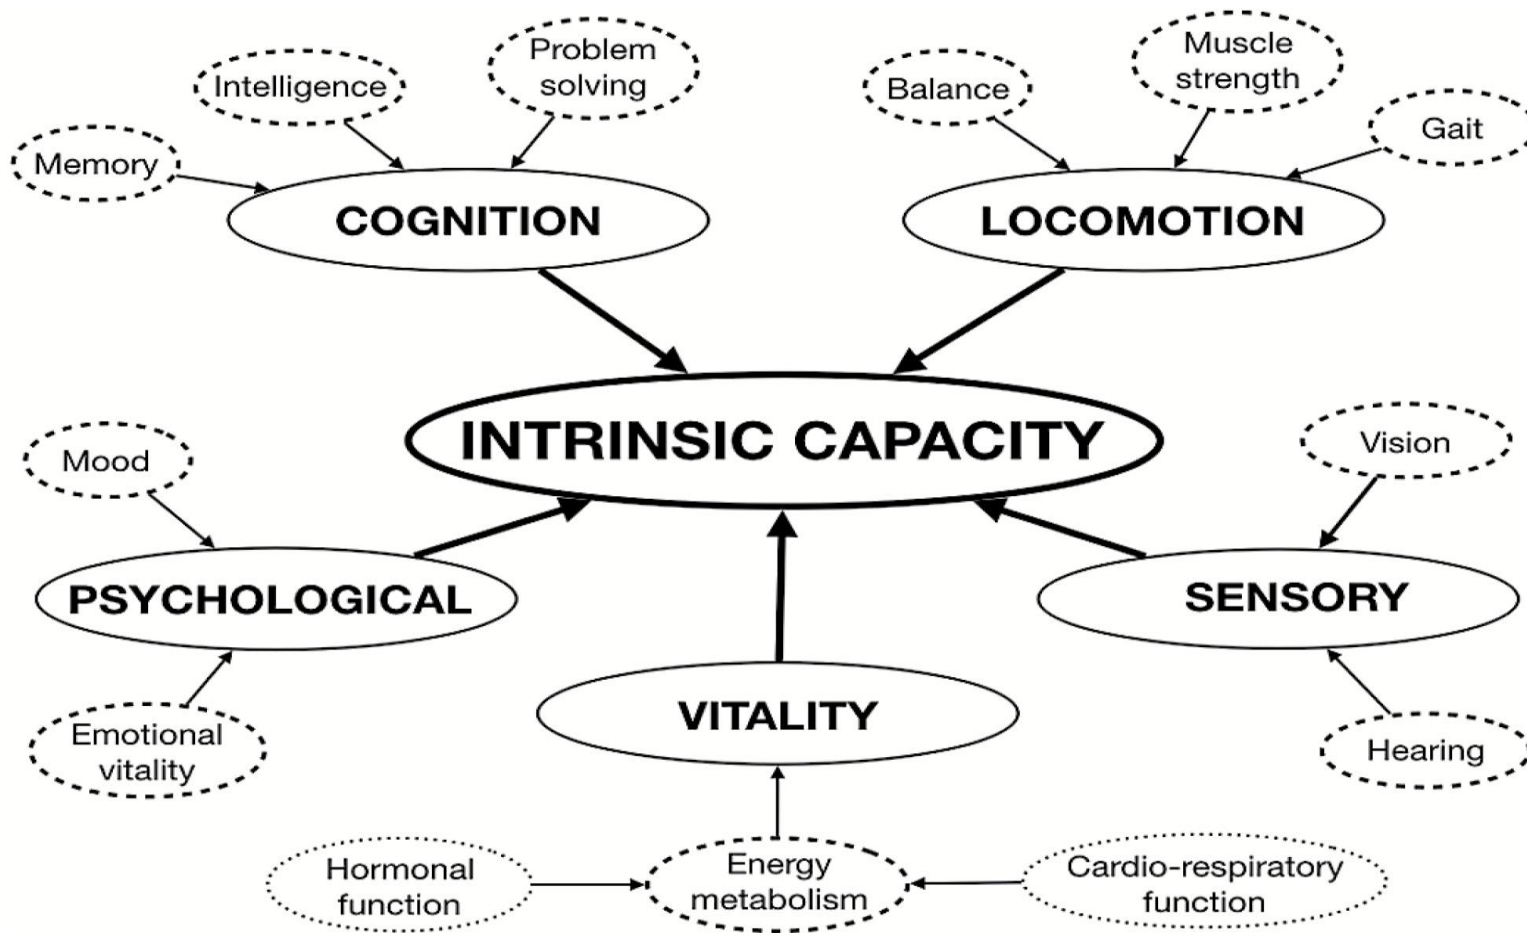 Problem
solving
Intelligence
Memory
COGNITION
Muscle
strength
Balance
Gait
LOCOMOTION
INTRINSIC CAPACITY
Mood
PSYCHOLOGICAL
Emotional
vitality
Vision
SENSORY
Hearing
VITALITY
Hormonal
function
Energy
metabolism
Cardio-respiratory
function